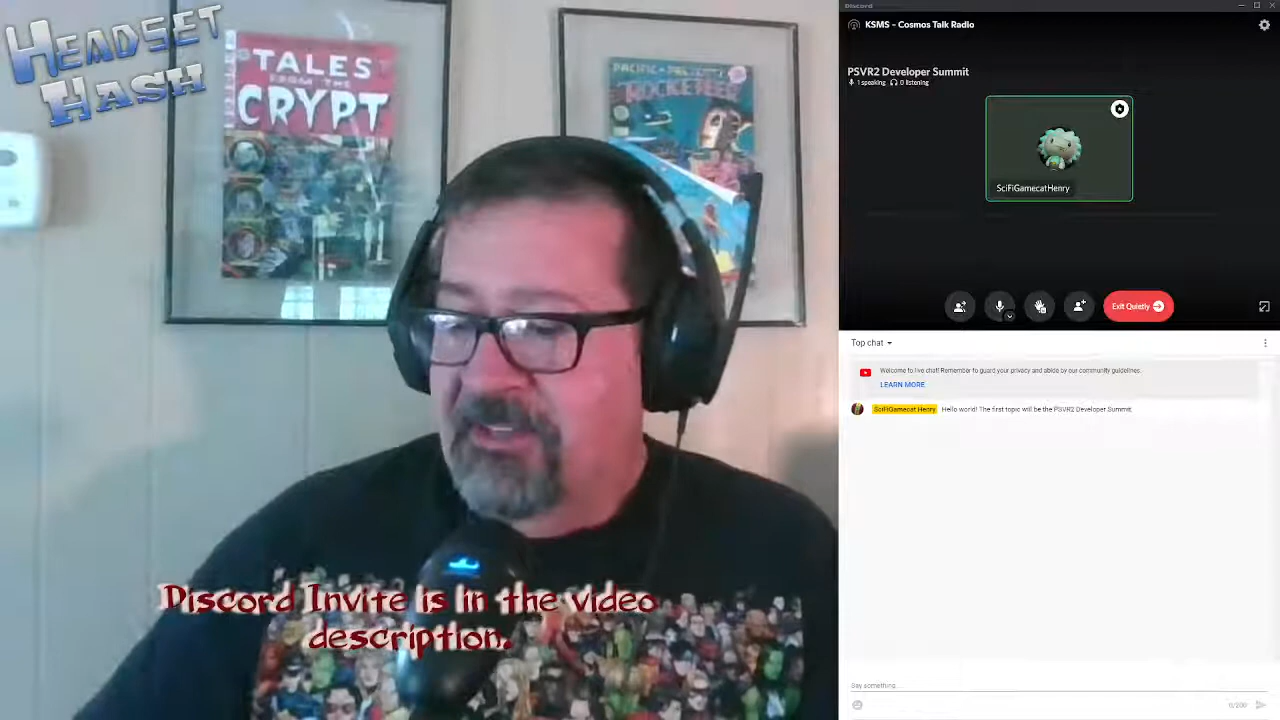 HEADSET
HASH
TALES
FROM THE
CRYPT
ROCKETEER
Discord Invite is in the video
description.
Discord
KSMS - Cosmos Talk Radio
PSVR2 Developer Summit
1 speaking 0 listening
SciFiGamecatHenry
Exit Quietly
Top chat
Welcome to live chat! Remember to guard your privacy and abide by our community guidelines.
LEARN MORE
SciFiGamecat Henry Hello world! The first topic will be the PSVR2 Developer Summit
Say something...
0/200